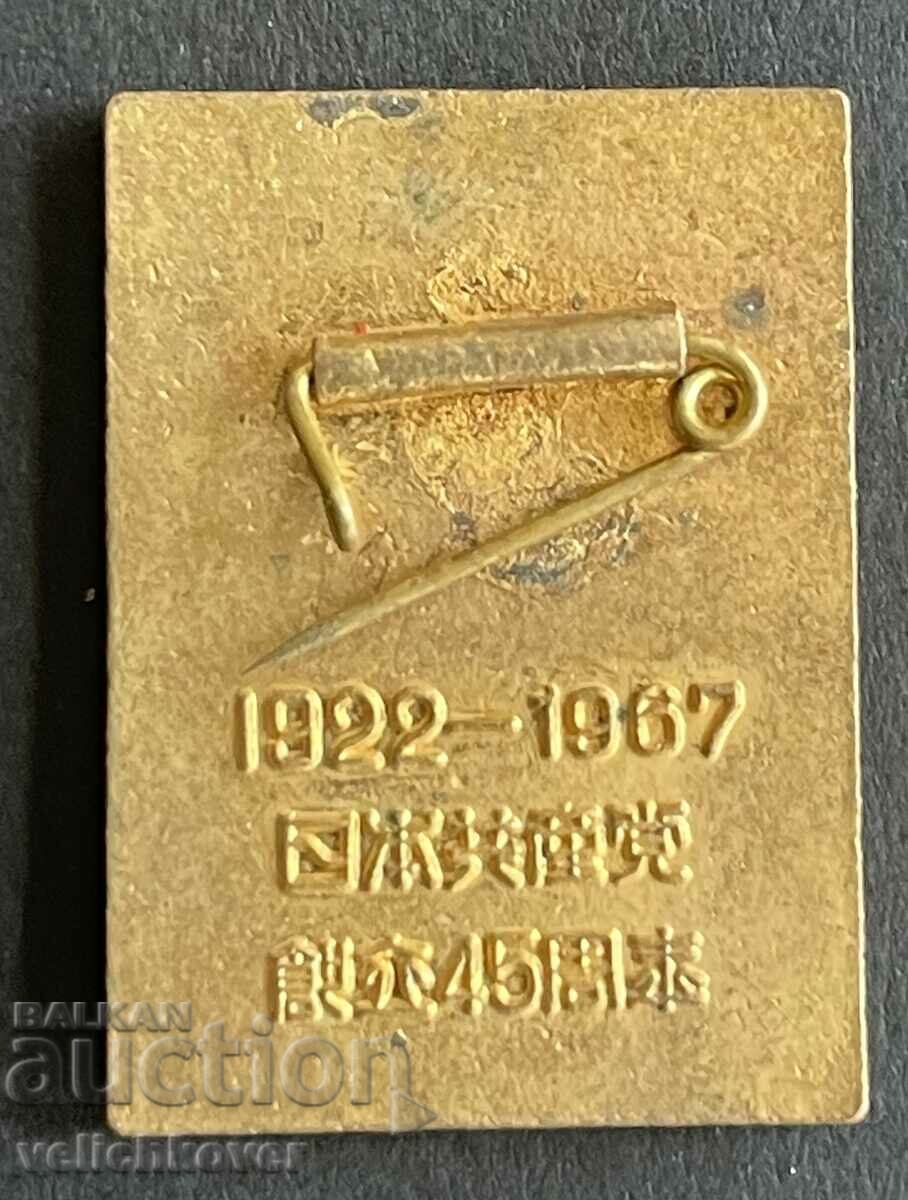 1922-1967
日本共産党
創立45周年
BALKAN
auction
velichkover